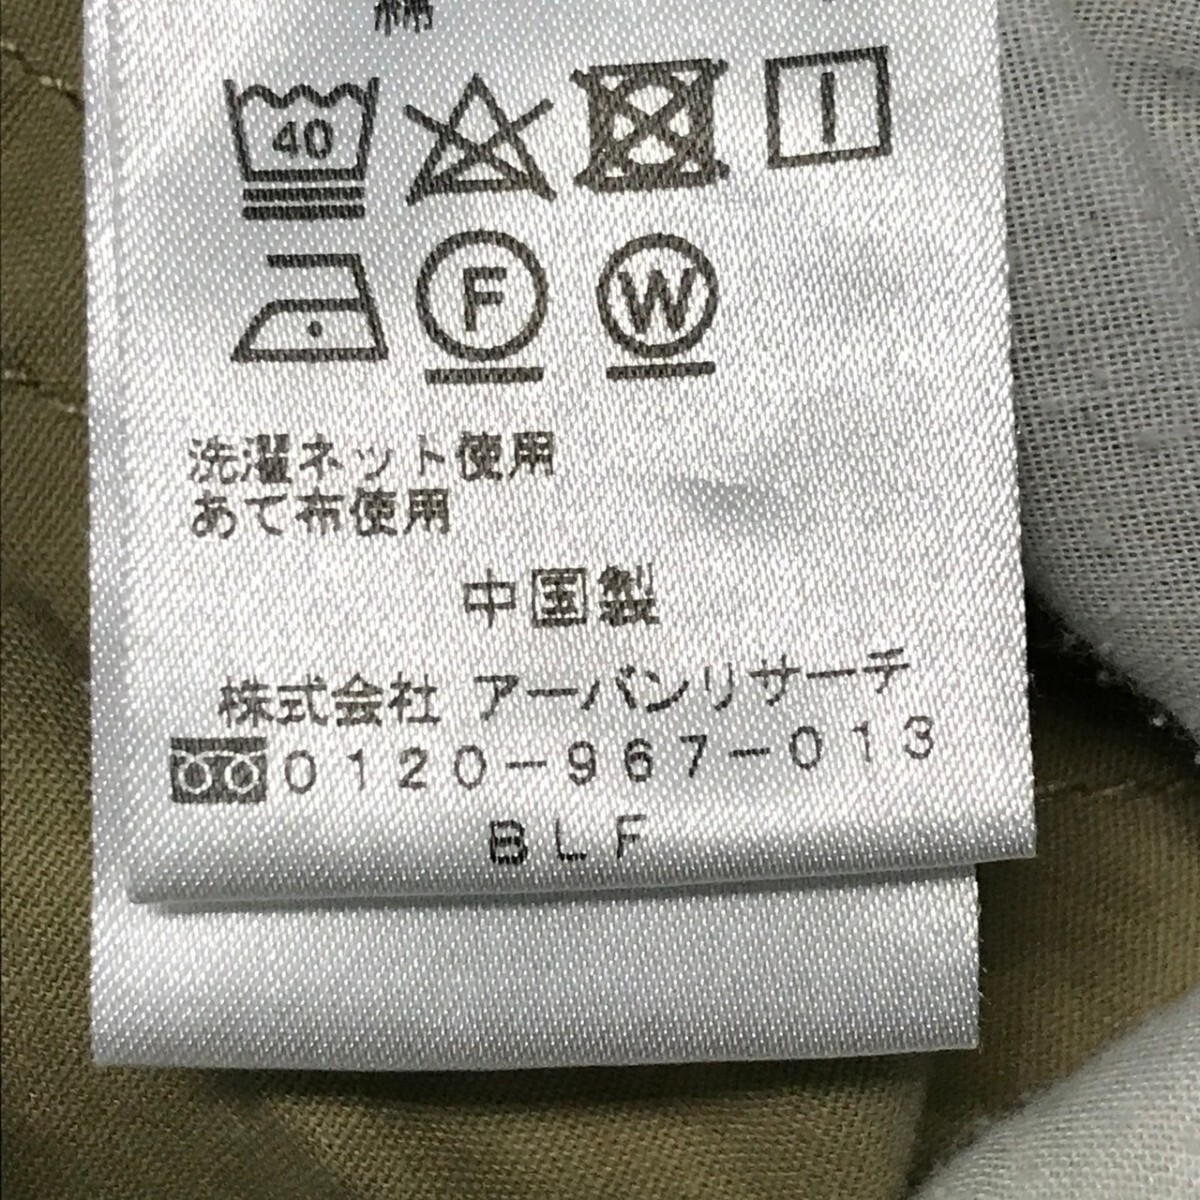 綿
40
F W
洗濯ネット使用
あて布使用
中国製
株式会社 アーバンリサーチ
0120-967-013
BLF